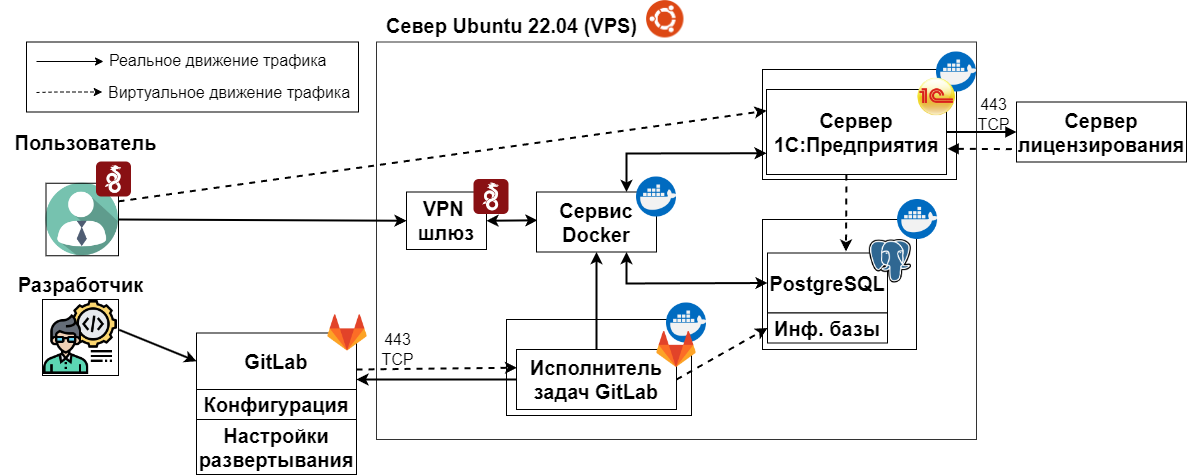 Север Ubuntu 22.04 (VPS)
Реальное движение трафика
Виртуальное движение трафика
1С
443
TCP
Сервер
1С:Предприятия
Сервер
лицензирования
Пользователь
VPN
шлюз
Сервис
Docker
PostgreSQL
Инф. базы
Разработчик
GitLab
Конфигурация
Настройки
развертывания
443
TCP
Исполнитель
задач GitLab